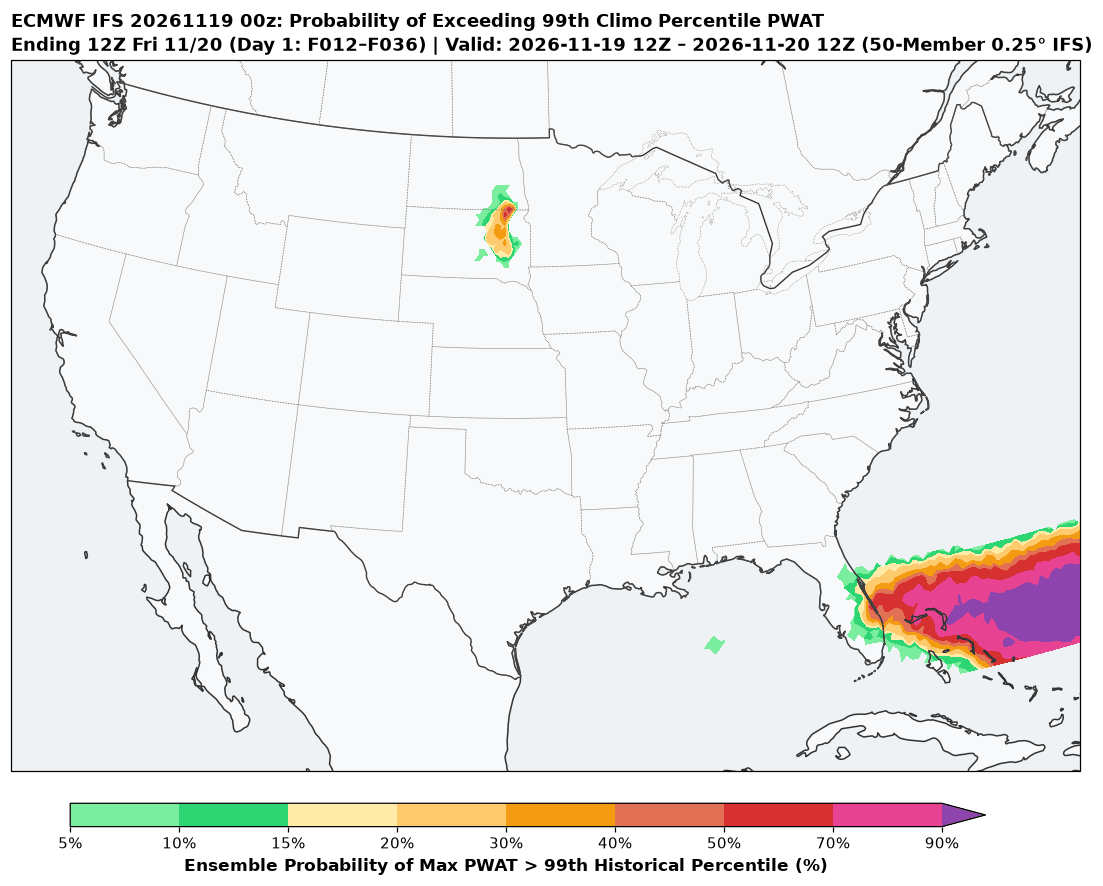 ECMWF IFS 20261119 00z: Probability of Exceeding 99th Climo Percentile PWAT
Ending 12Z Fri 11/20 (Day 1: F012–F036) | Valid: 2026-11-19 12Z – 2026-11-20 12Z (50-Member 0.25° IFS)
5% 10% 15% 20% 30% 40% 50% 70% 90%
Ensemble Probability of Max PWAT > 99th Historical Percentile (%)